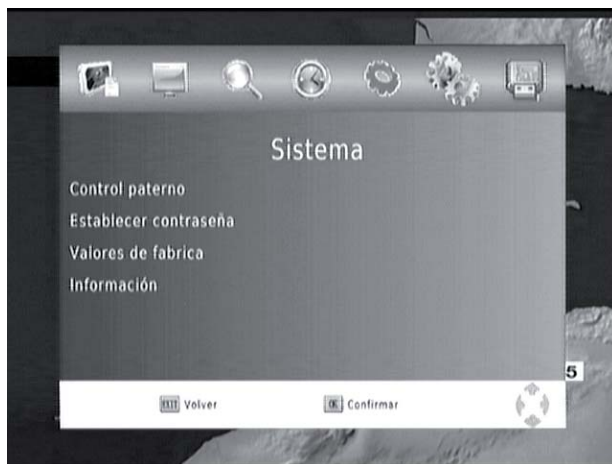 Sistema
Control paterno
Establecer contraseña
Valores de fabrica
Información
5
EXIT Volver
OK Confirmar